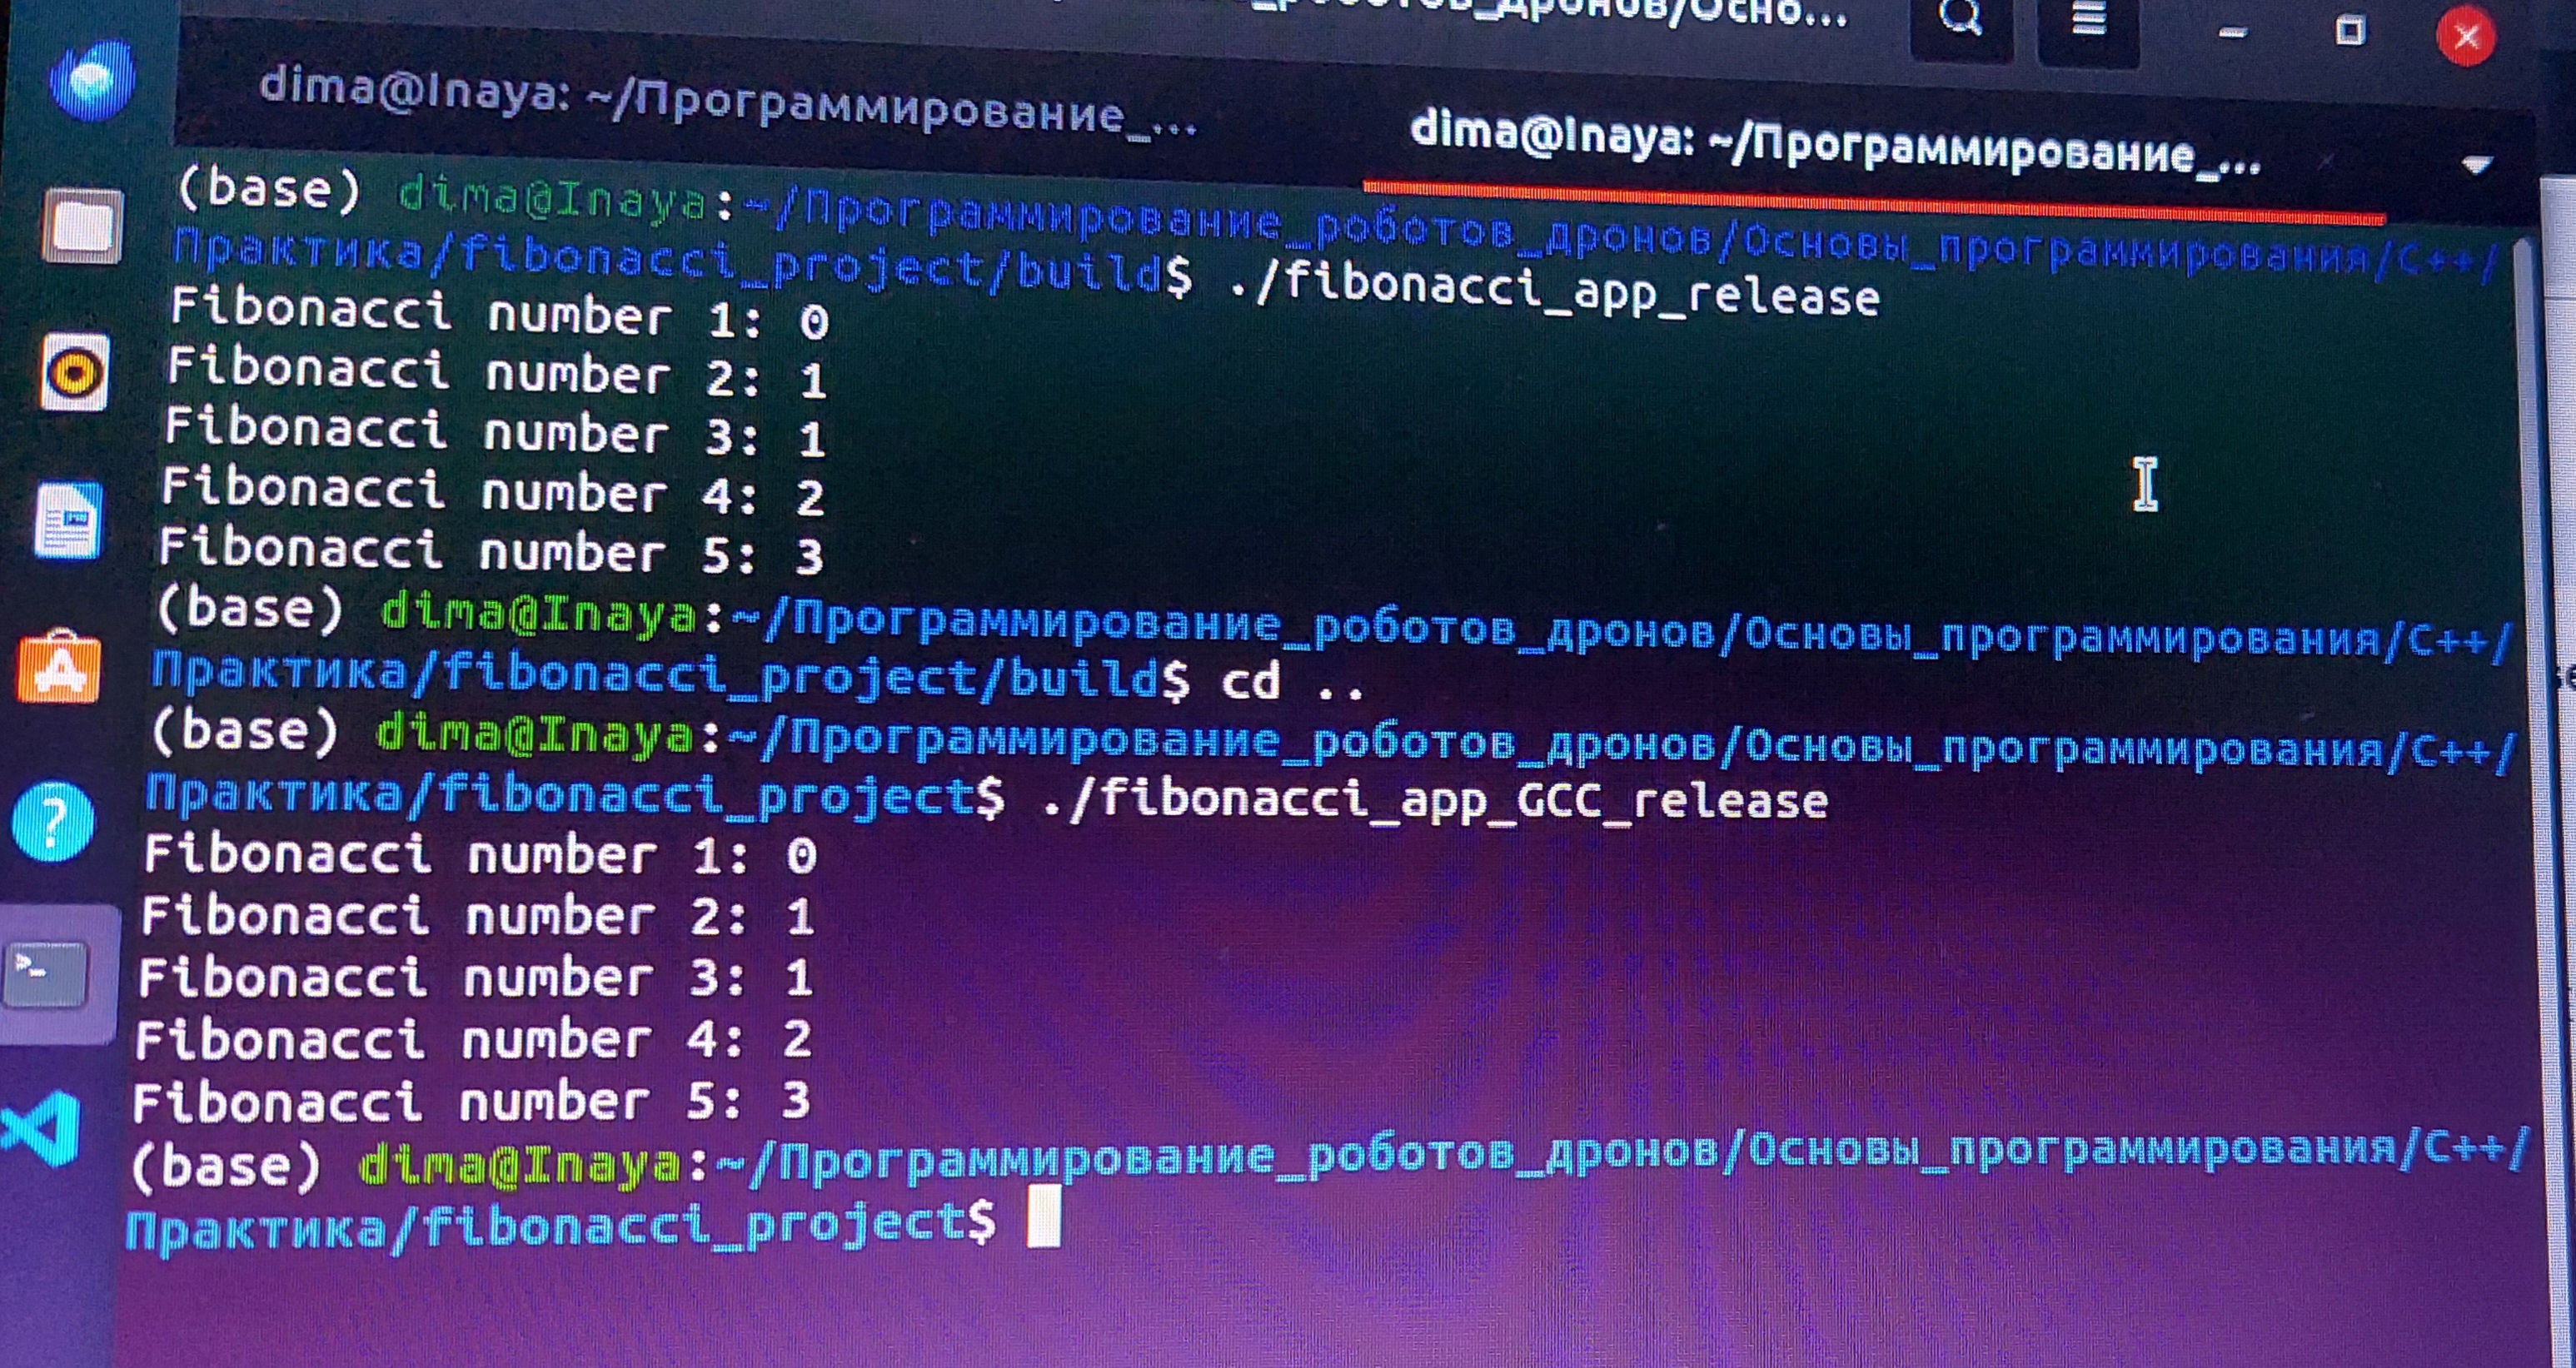 роботов_дронов/Осно...
dima@Inaya: ~/Программирование_...
dima@Inaya: ~/Программирование_...
(base) dima@Inaya:~/Программирование_роботов_дронов/Основы_программирования/C++/
Практика/fibonacci_project/build$ ./fibonacci_app_release
Fibonacci number 1: 0
Fibonacci number 2: 1
Fibonacci number 3: 1
Fibonacci number 4: 2
Fibonacci number 5: 3
(base) dima@Inaya:~/Программирование_роботов_дронов/Основы_программирования/C++/
Практика/fibonacci_project/build$ cd ..
(base) dima@Inaya:~/Программирование_роботов_дронов/Основы_программирования/C++/
Практика/fibonacci_project$ ./fibonacci_app_GCC_release
Fibonacci number 1: 0
Fibonacci number 2: 1
Fibonacci number 3: 1
Fibonacci number 4: 2
Fibonacci number 5: 3
(base) dima@Inaya:~/Программирование_роботов_дронов/Основы_программирования/C++/
Практика/fibonacci_project$